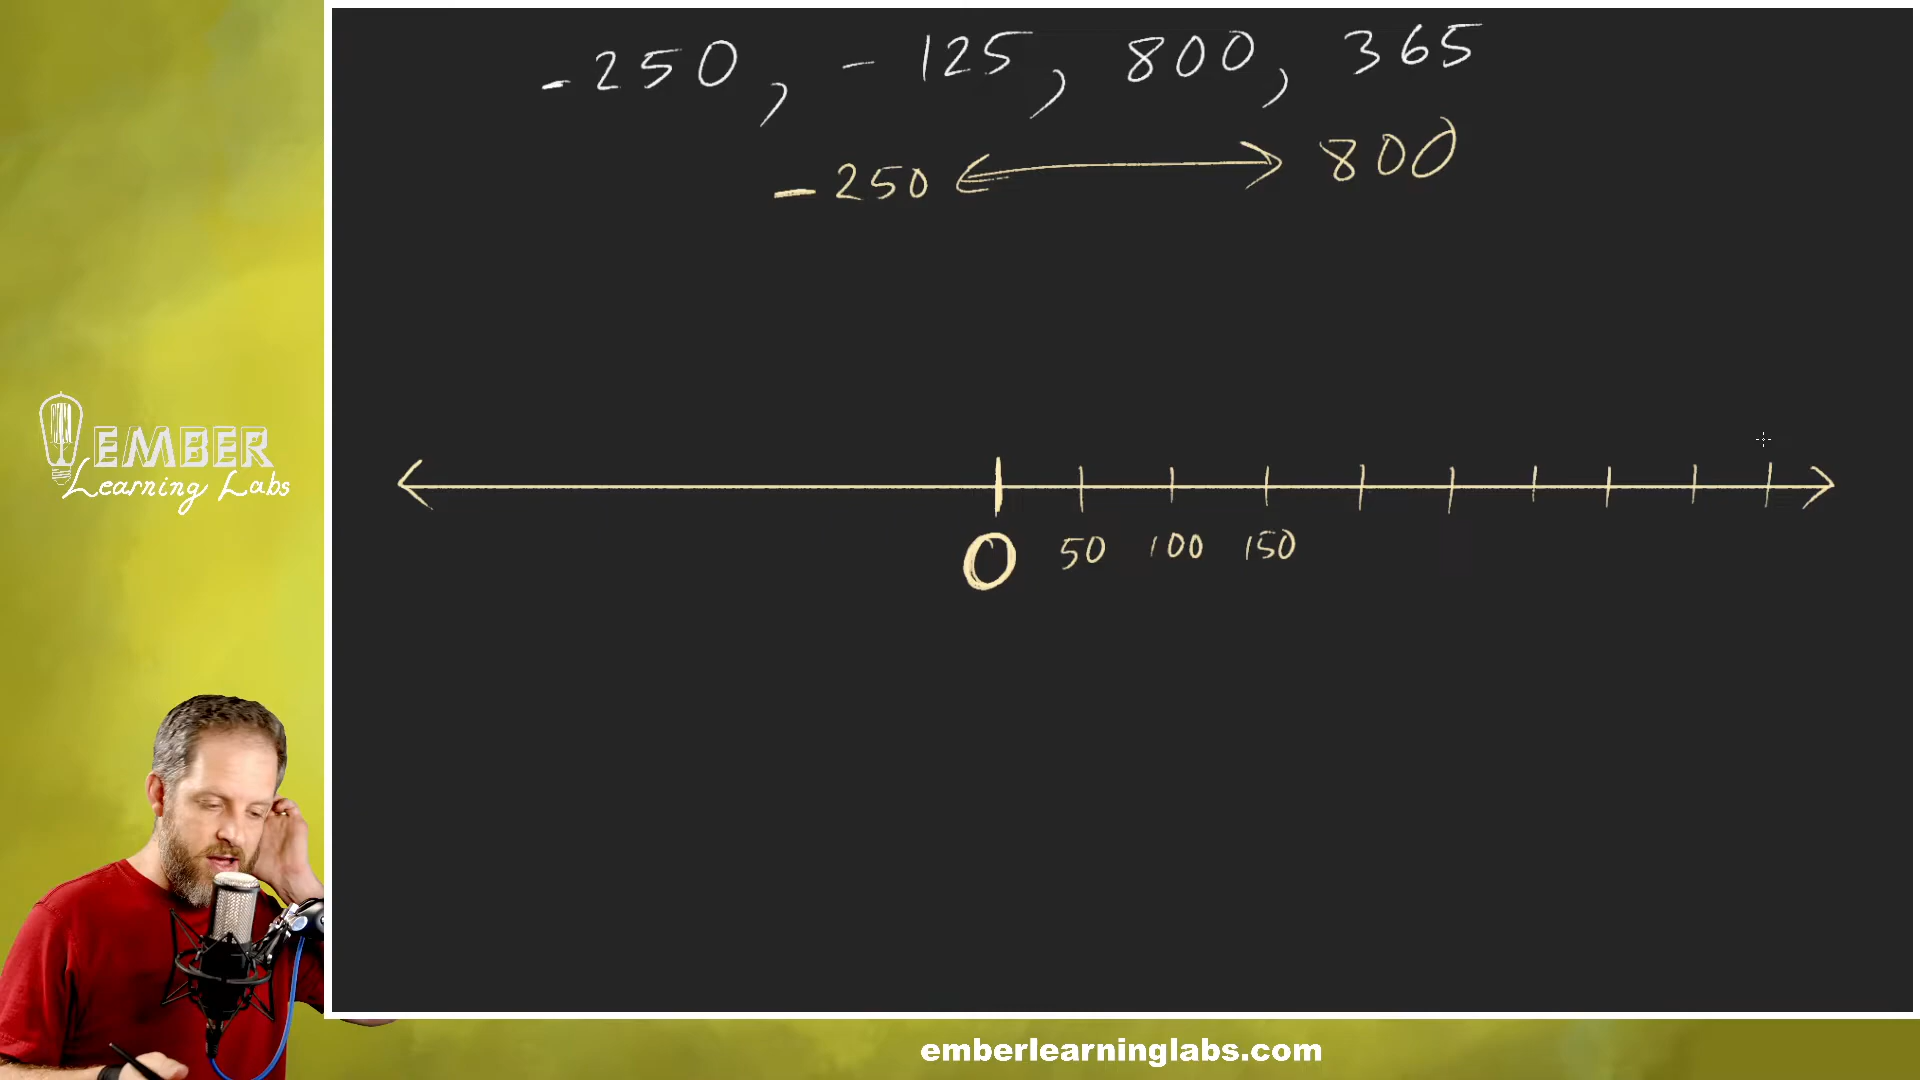 -250, -125, 800, 365
-250 ↔ 800
EMBER
Learning Labs
0 50 100 150
emberlearninglabs.com